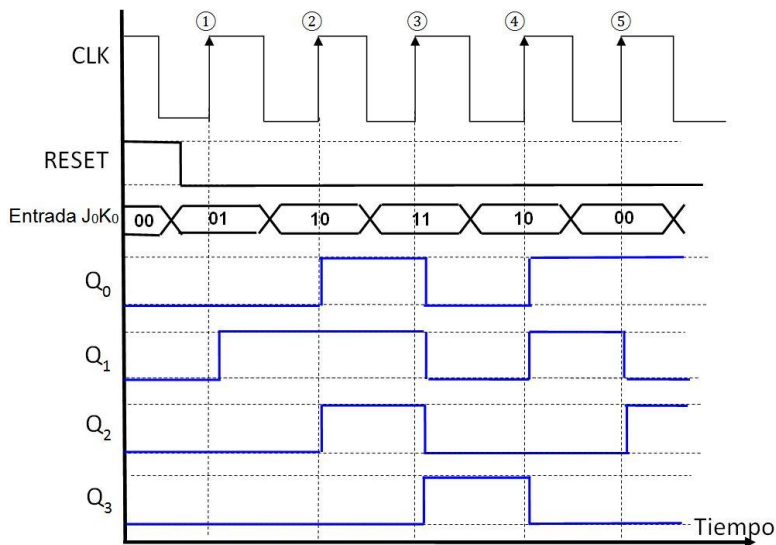 ① ② ③ ④ ⑤
CLK
RESET
Entrada J₀K₀ 00 01 10 11 10 00
Q₀
Q₁
Q₂
Q₃
Tiempo